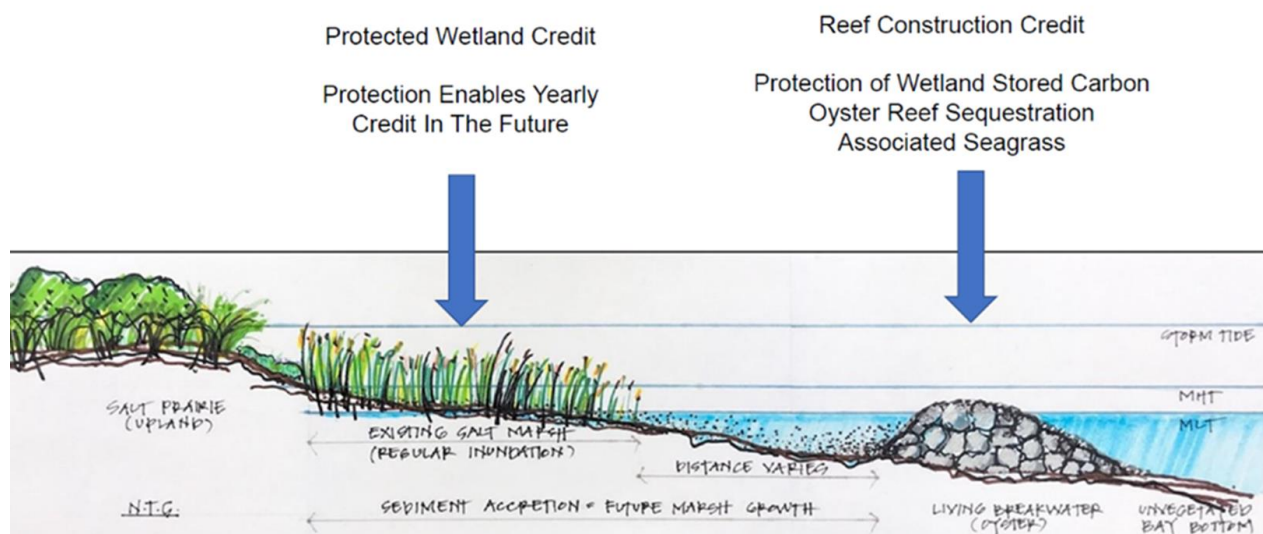 Protected Wetland Credit
Protection Enables Yearly
Credit In The Future
Reef Construction Credit
Protection of Wetland Stored Carbon
Oyster Reef Sequestration
Associated Seagrass
STORM TIDE
MHT
MLT
SALT PRAIRIE
(UPLAND)
EXISTING SALT MARSH
(REGULAR INUNDATION)
DISTANCE VARIES
N.T.G.
SEDIMENT ACCRETION = FUTURE MARSH GROWTH
LIVING BREAKWATER
(OYSTER)
UNVEGETATED
BAY BOTTOM